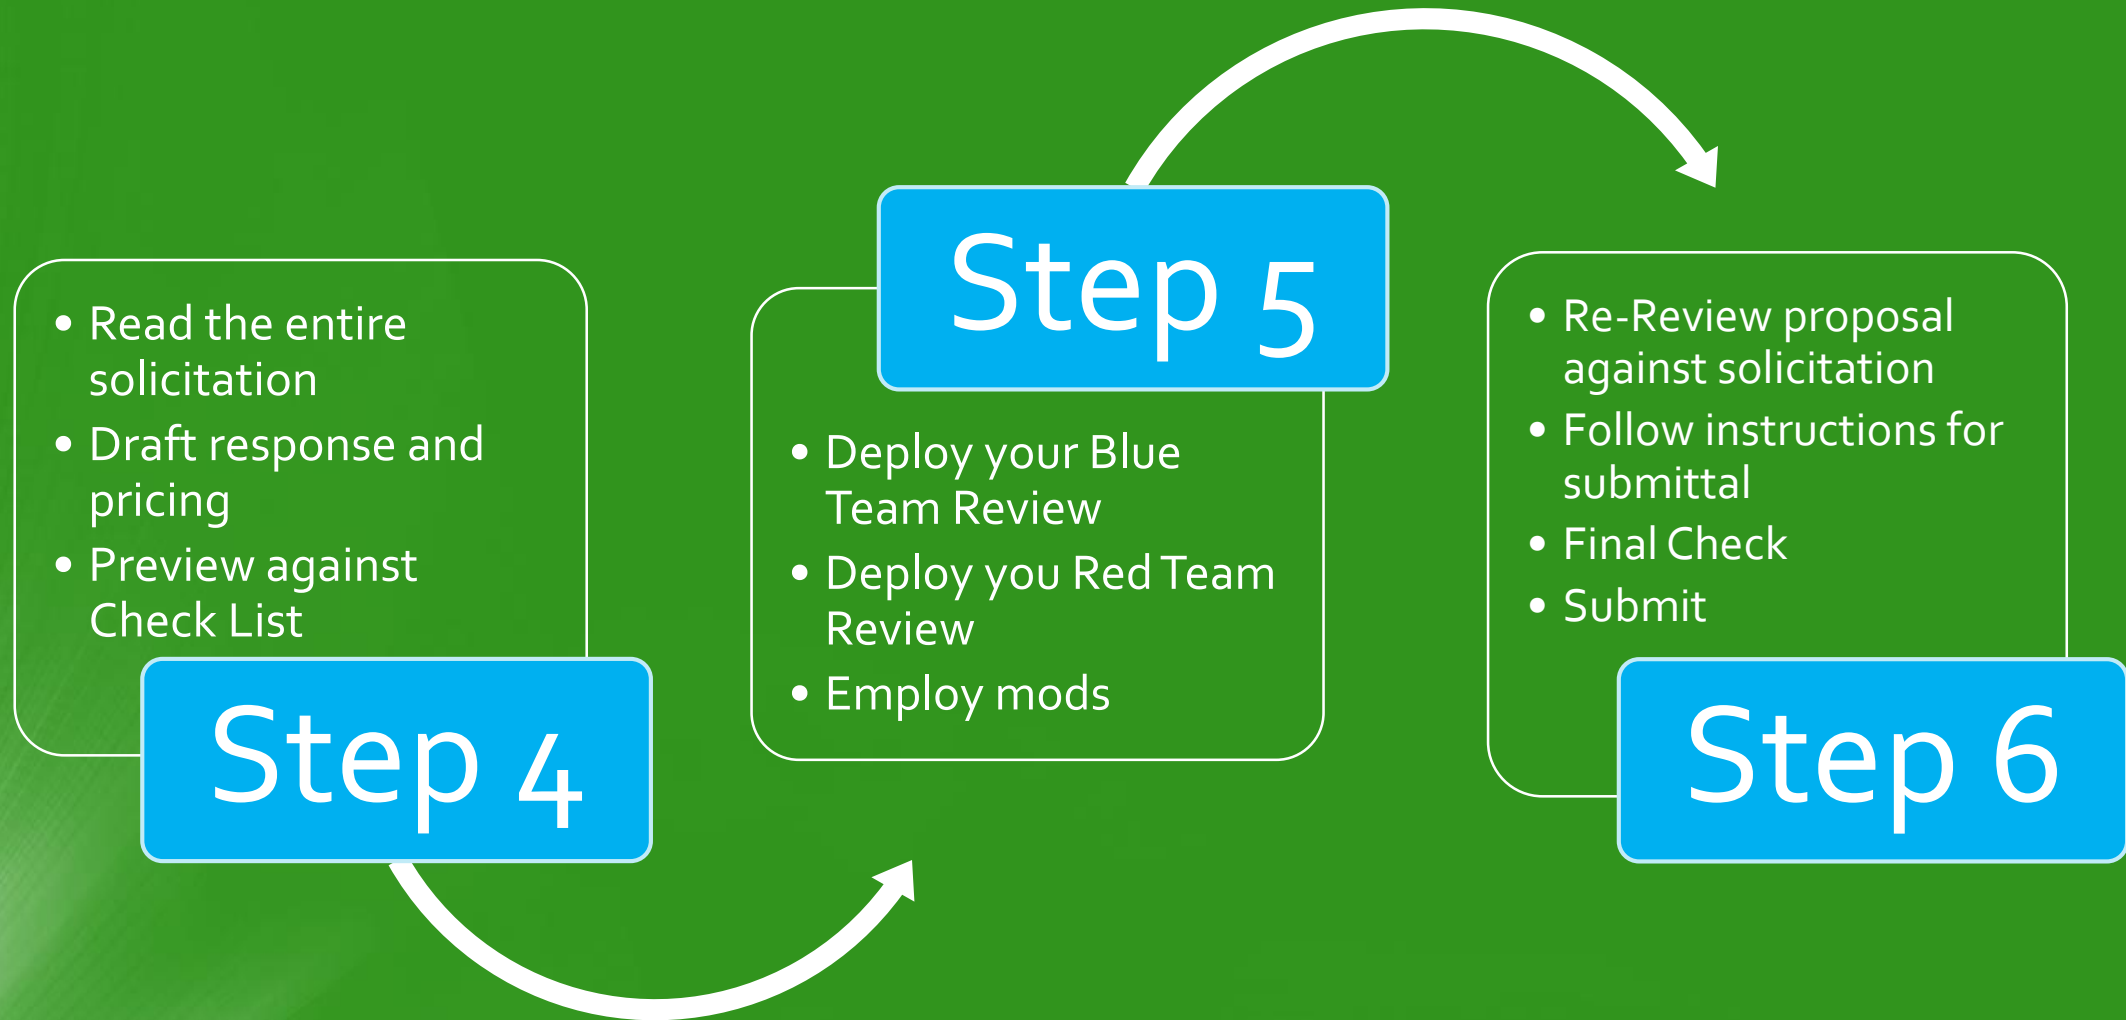 • Read the entire
solicitation
• Draft response and
pricing
• Preview against
Check List
Step 4
Step 5
• Deploy your Blue
Team Review
• Deploy you Red Team
Review
• Employ mods
• Re-Review proposal
against solicitation
• Follow instructions for
submittal
• Final Check
• Submit
Step 6